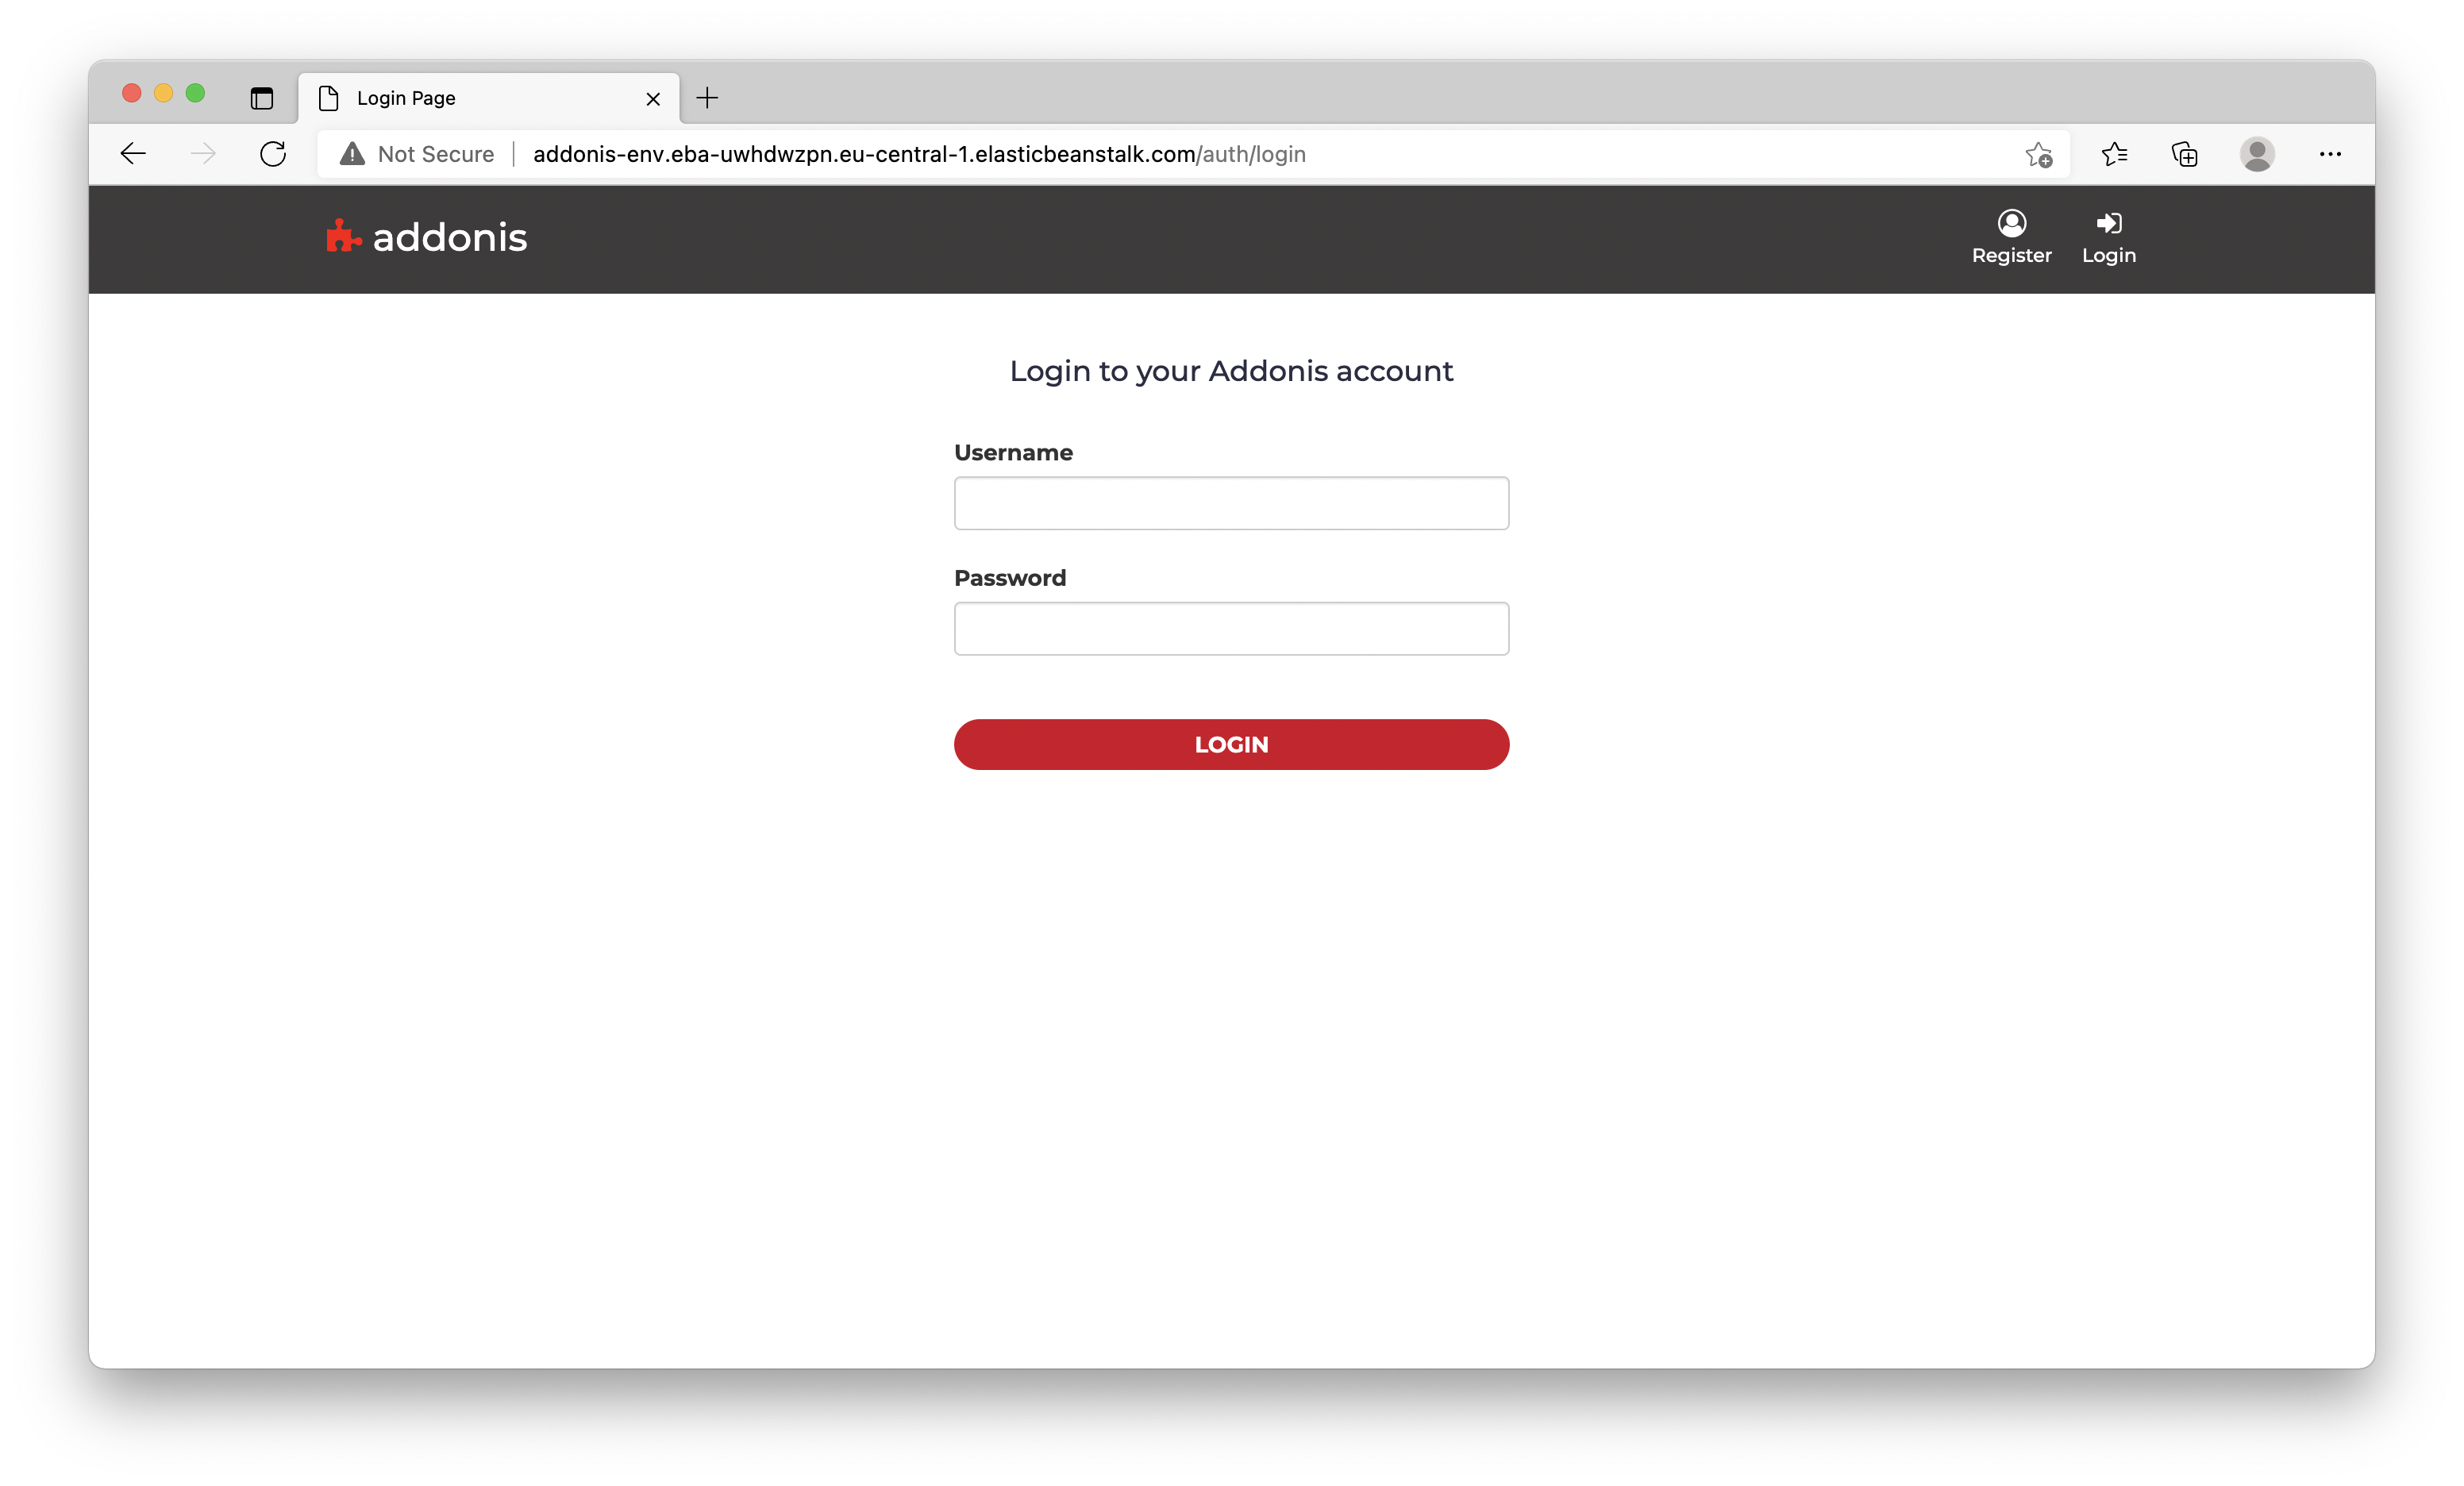 Login Page
Not Secure addonis-env.eba-uwhdwzpn.eu-central-1.elasticbeanstalk.com/auth/login
addonis
Register Login
Login to your Addonis account
Username
Password
LOGIN